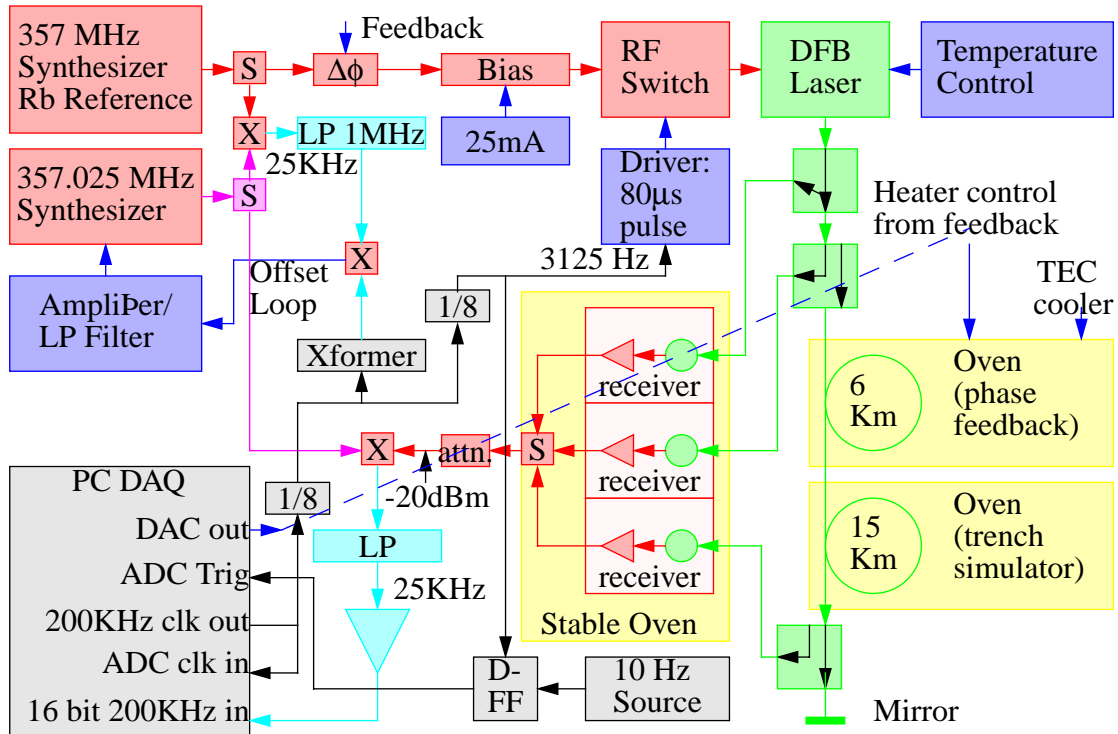 357 MHz
Synthesizer
Rb Reference
S
Feedback
Δϕ
Bias
RF
Switch
DFB
Laser
Temperature
Control
X
LP 1MHz
25KHz
25mA
Driver:
80μs
pulse
357.025 MHz
Synthesizer
S
Heater control
from feedback
X
Offset
Loop
3125 Hz
AmpliÞer/
LP Filter
1/8
TEC
cooler
Xformer
receiver
6
Km
Oven
(phase
feedback)
X
attn.
S
receiver
-20dBm
PC DAQ
1/8
DAC out
LP
15
Km
Oven
(trench
simulator)
ADC Trig
25KHz
receiver
200KHz clk out
Stable Oven
ADC clk in
D-
FF
10 Hz
Source
16 bit 200KHz in
Mirror